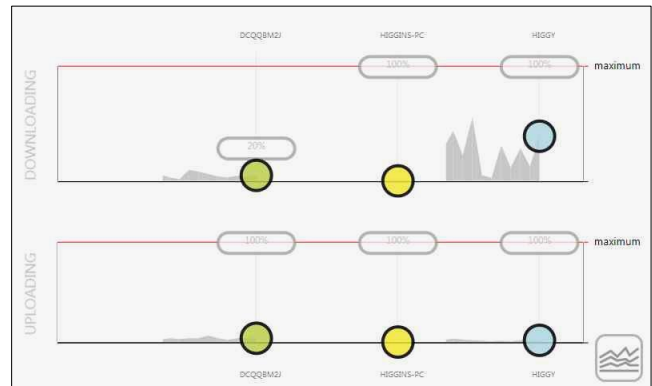 DCQQBM2J HIGGINS-PC HIGGY
100% 100% maximum
DOWNLOADING
20%
100% 100% 100% maximum
UPLOADING
DCQQBM2J HIGGINS-PC HIGGY